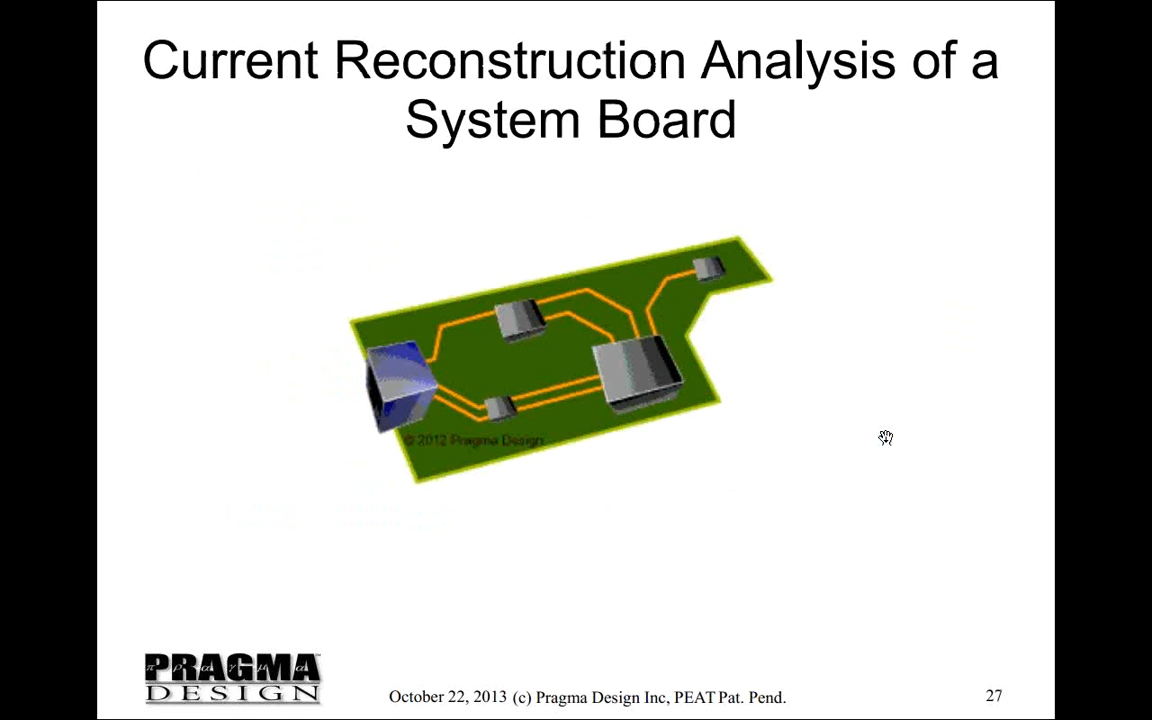 Current Reconstruction Analysis of a
System Board
© 2012 Pragma Design
PRAGMA
π ρ α γ μ α
DESIGN
October 22, 2013 (c) Pragma Design Inc, PEAT Pat. Pend.
27